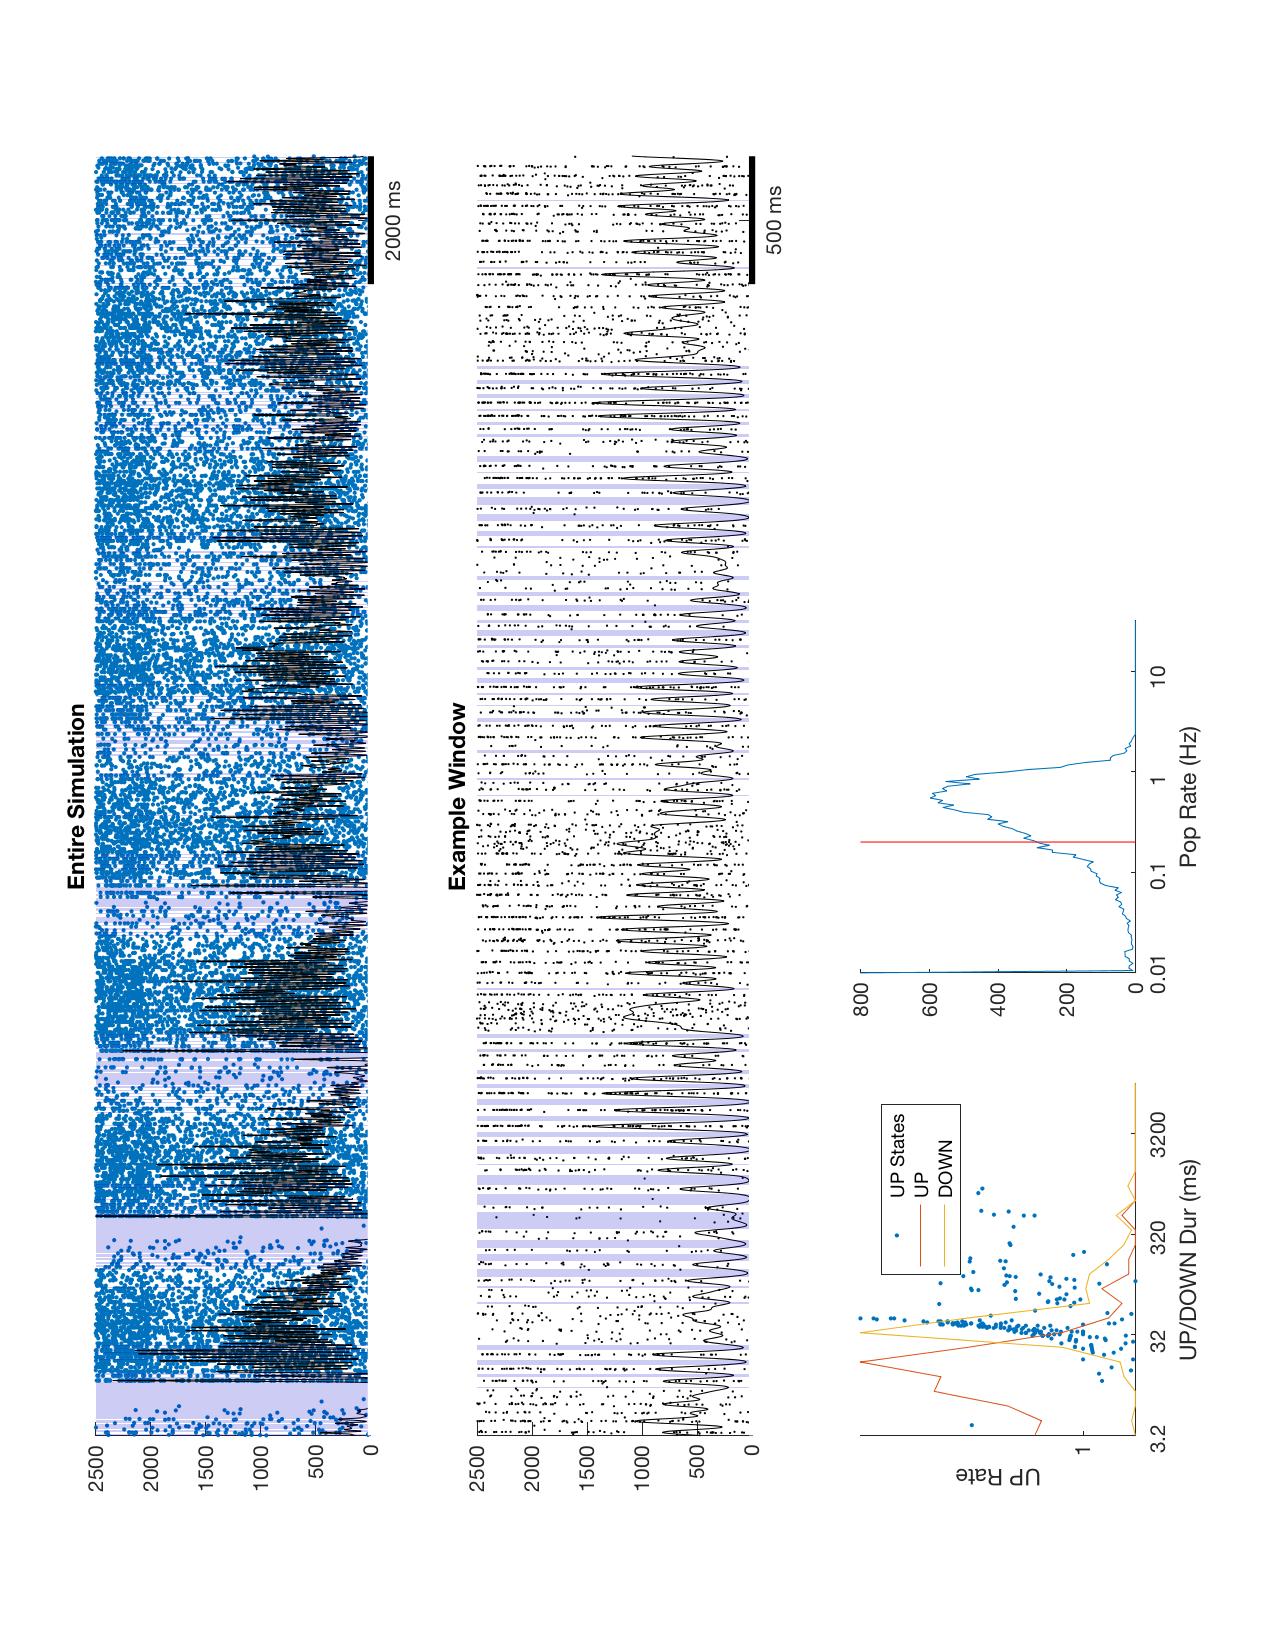 Entire Simulation
2500
2000
1500
1000
500
0
2000 ms
Example Window
2500
2000
1500
1000
500
0
500 ms
UP Rate
1
3.2 32 320 3200
UP/DOWN Dur (ms)
UP States
UP
DOWN
800
600
400
200
0
0.01 0.1 1 10
Pop Rate (Hz)